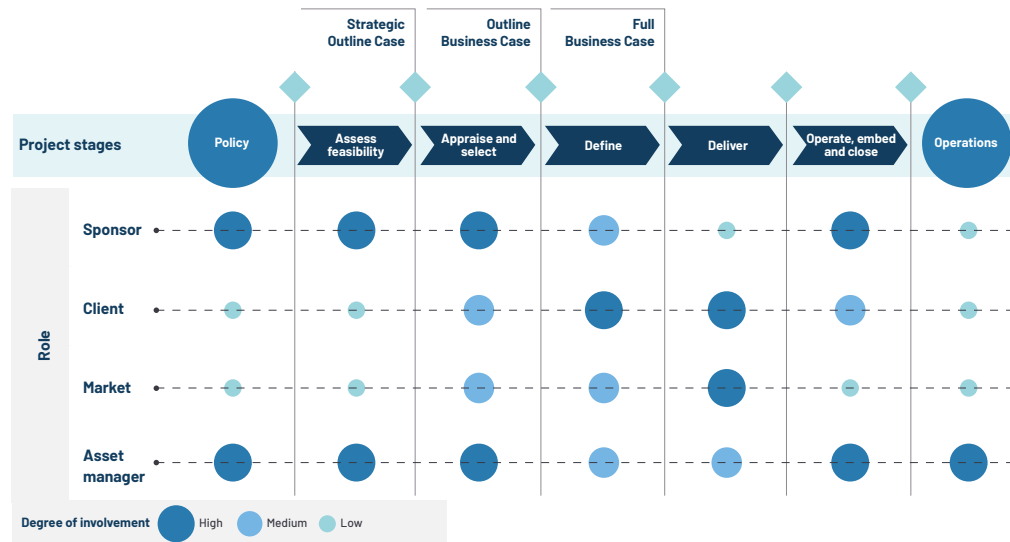 Strategic
Outline Case
Outline
Business Case
Full
Business Case
Project stages
Policy
Assess
feasibility
Appraise and
select
Define
Deliver
Operate, embed
and close
Operations
Role
Sponsor
Client
Market
Asset
manager
Degree of involvement
High
Medium
Low